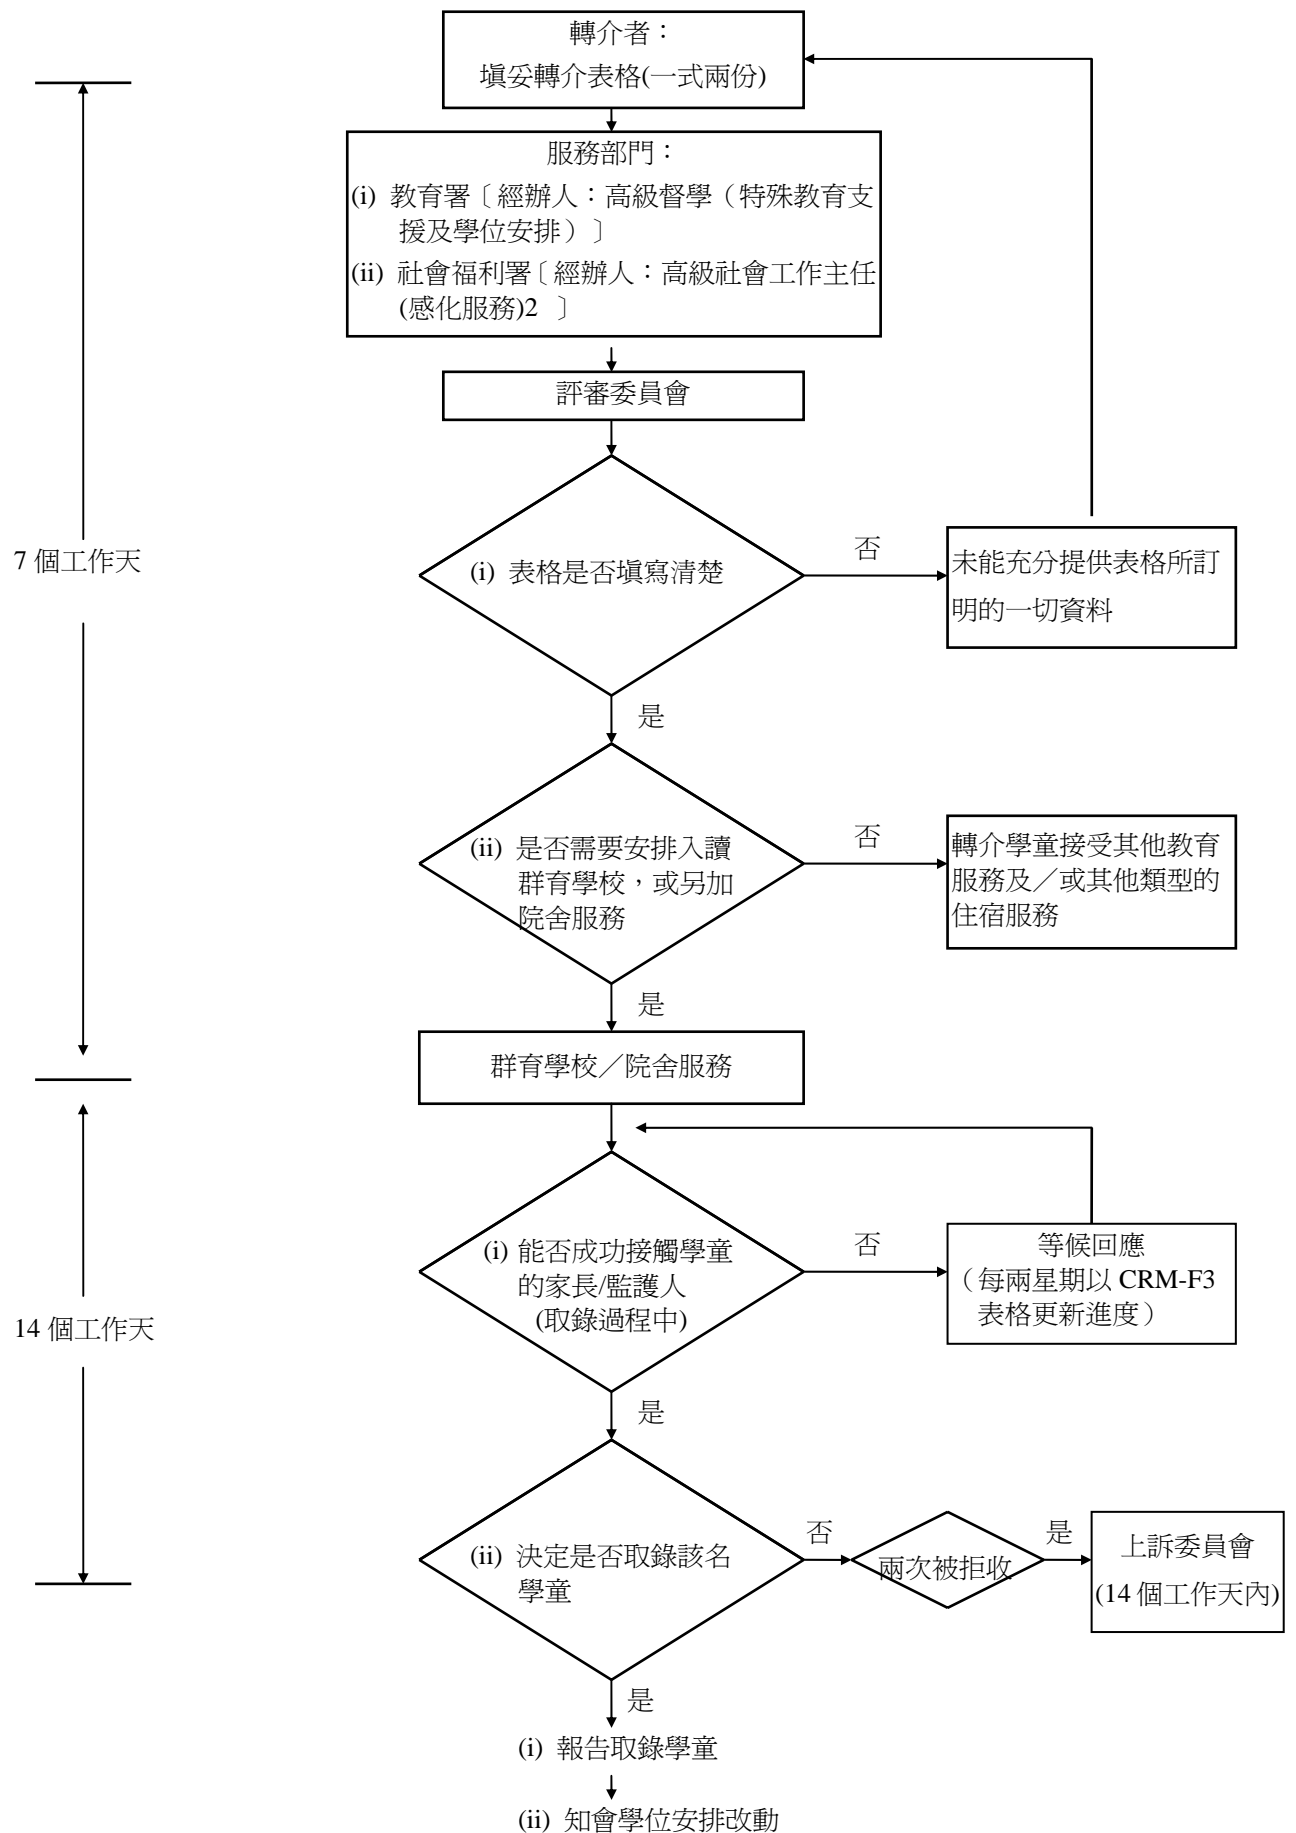 轉介者：
填妥轉介表格(一式兩份)
服務部門：
(i) 教育署﹝經辦人：高級督學（特殊教育支
援及學位安排）﹞
(ii) 社會福利署﹝經辦人：高級社會工作主任
(感化服務)2 ﹞
評審委員會
7 個工作天
(i) 表格是否填寫清楚
否
未能充分提供表格所訂
明的一切資料
是
(ii) 是否需要安排入讀
群育學校，或另加
院舍服務
否
轉介學童接受其他教育
服務及／或其他類型的
住宿服務
是
群育學校／院舍服務
14 個工作天
(i) 能否成功接觸學童
的家長/監護人
(取錄過程中)
否
等候回應
（每兩星期以 CRM-F3
表格更新進度）
是
(ii) 決定是否取錄該名
學童
否
兩次被拒收
是
上訴委員會
(14 個工作天內)
是
(i) 報告取錄學童
(ii) 知會學位安排改動